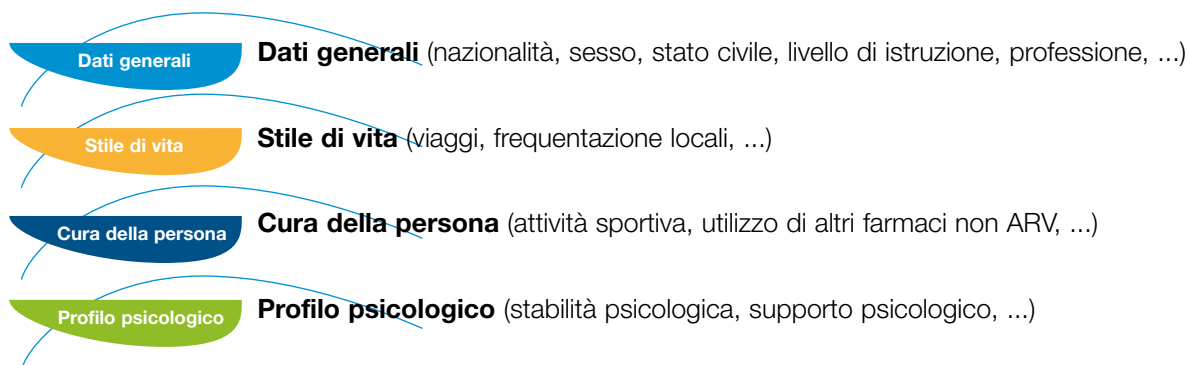 Dati generali
Dati generali (nazionalità, sesso, stato civile, livello di istruzione, professione, ...)
Stile di vita
Stile di vita (viaggi, frequentazione locali, ...)
Cura della persona
Cura della persona (attività sportiva, utilizzo di altri farmaci non ARV, ...)
Profilo psicologico
Profilo psicologico (stabilità psicologica, supporto psicologico, ...)